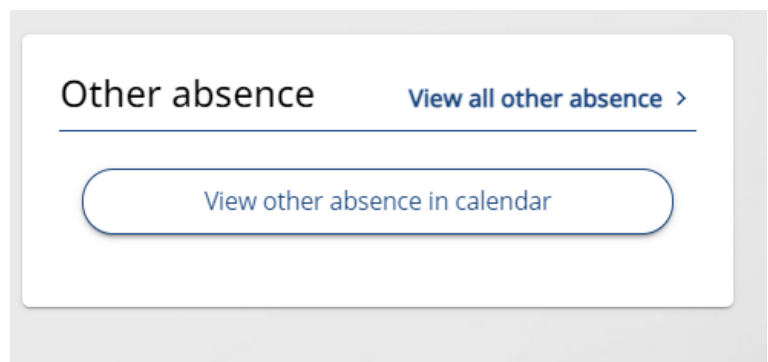 Other absence
View all other absence >
View other absence in calendar